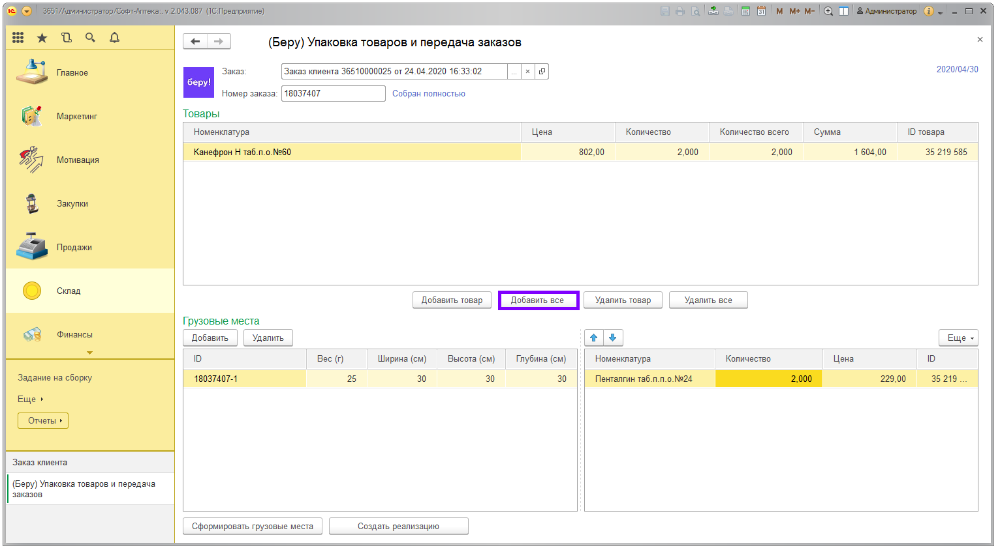 3651/Администратор/Софт-Аптека:, v.2.043.087 (1С:Предприятие)
M M+ M- Администратор
Главное
Маркетинг
Мотивация
Закупки
Продажи
Склад
Финансы
Задание на сборку
Еще
Отчеты
Заказ клиента
(Беру) Упаковка товаров и передача
заказов
(Беру) Упаковка товаров и передача заказов
беру!
Заказ: Заказ клиента 36510000025 от 24.04.2020 16:33:02 ... 2020/04/30
Номер заказа: 18037407 Собран полностью
Товары
Номенклатура Цена Количество Количество всего Сумма ID товара
Канефрон Н таб.п.о.№60 802,00 2,000 2,000 1 604,00 35 219 585
Добавить товар Добавить все Удалить товар Удалить все
Грузовые места
Добавить Удалить
ID Вес (г) Ширина (см) Высота (см) Глубина (см)
18037407-1 25 30 30 30
Еще
Номенклатура Количество Цена ID
Пенталгин таб.п.п.о.№24 2,000 229,00 35 219 ...
Сформировать грузовые места Создать реализацию